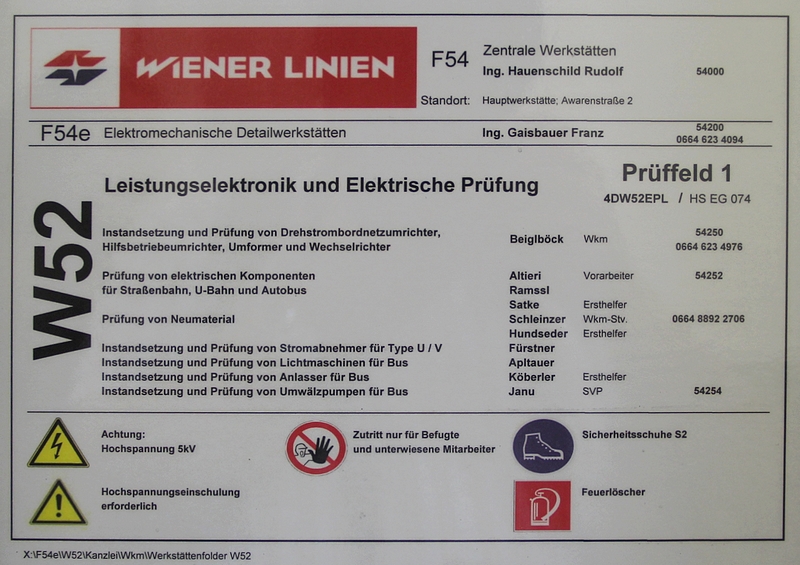 WIENER LINIEN
F54 Zentrale Werkstätten
Ing. Hauenschild Rudolf 54000
Standort: Hauptwerkstätte; Awarenstraße 2
F54e Elektromechanische Detailwerkstätten Ing. Gaisbauer Franz 54200
0664 623 4094
W52
Leistungselektronik und Elektrische Prüfung Prüffeld 1
4DW52EPL / HS EG 074
Instandsetzung und Prüfung von Drehstrombordnetzumrichter,
Hilfsbetriebeumrichter, Umformer und Wechselrichter
Beiglböck Wkm 54250
0664 623 4976
Prüfung von elektrischen Komponenten Altieri Vorarbeiter 54252
für Straßenbahn, U-Bahn und Autobus Ramssl
Satke Ersthelfer
Prüfung von Neumaterial Schleinzer Wkm-Stv. 0664 8892 2706
Hundseder Ersthelfer
Instandsetzung und Prüfung von Stromabnehmer für Type U / V Fürstner
Instandsetzung und Prüfung von Lichtmaschinen für Bus Apltauer
Instandsetzung und Prüfung von Anlasser für Bus Köberler Ersthelfer
Instandsetzung und Prüfung von Umwälzpumpen für Bus Janu SVP 54254
Achtung:
Hochspannung 5kV
Zutritt nur für Befugte
und unterwiesene Mitarbeiter
Sicherheitsschuhe S2
Hochspannungseinschulung
erforderlich
Feuerlöscher
X:\F54e\W52\Kanzlei\Wkm\Werkstättenfolder W52